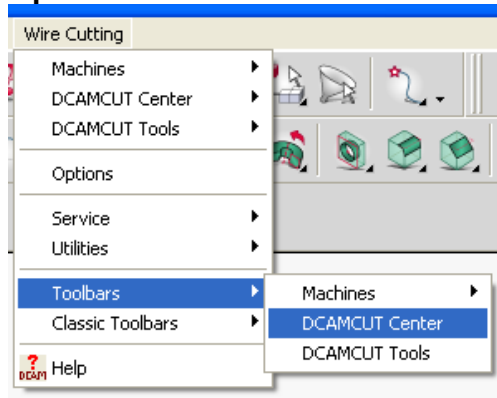 Wire Cutting
Machines
DCAMCUT Center
DCAMCUT Tools
Options
Service
Utilities
Toolbars
Classic Toolbars
DCAM Help
Machines
DCAMCUT Center
DCAMCUT Tools